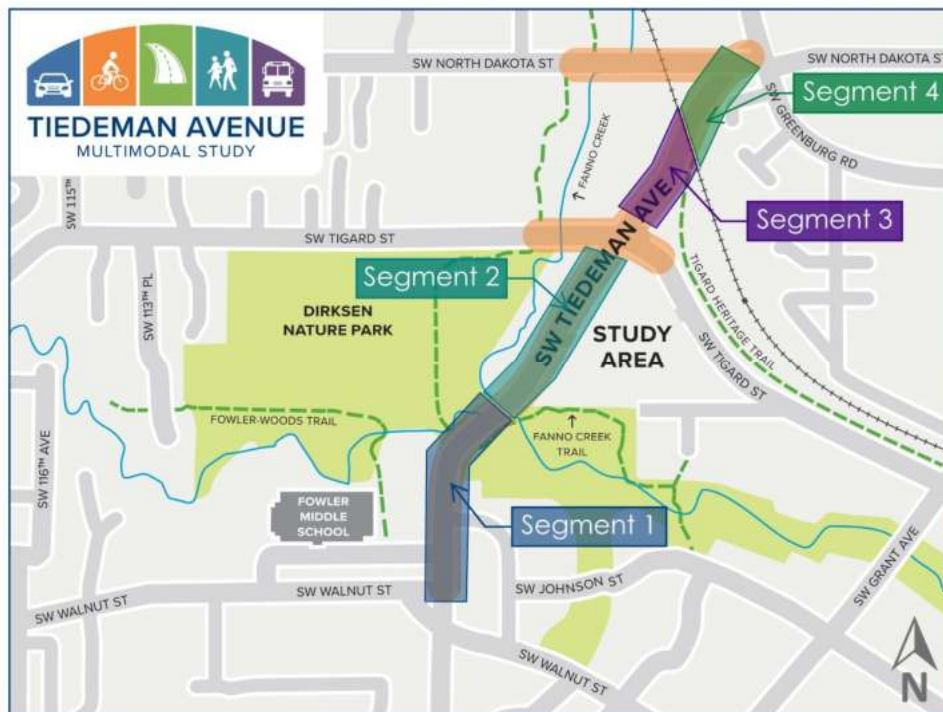 TIEDEMAN AVENUE
MULTIMODAL STUDY
SW NORTH DAKOTA ST
SW NORTH DAKOTA ST
Segment 4
SW GREENBURG RD
↑ FANNO CREEK
SW TIEDEMAN AVE
Segment 3
SW 115TH
SW TIGARD ST
Segment 2
SW 113TH PL
DIRKSEN
NATURE PARK
STUDY
AREA
TIGARD HERITAGE TRAIL
SW TIGARD ST
FOWLER-WOODS TRAIL
↑
FANNO CREEK
TRAIL
SW 116TH AVE
FOWLER
MIDDLE
SCHOOL
Segment 1
SW GRANT AVE
SW WALNUT ST
SW WALNUT ST
SW JOHNSON ST
SW WALNUT ST
N